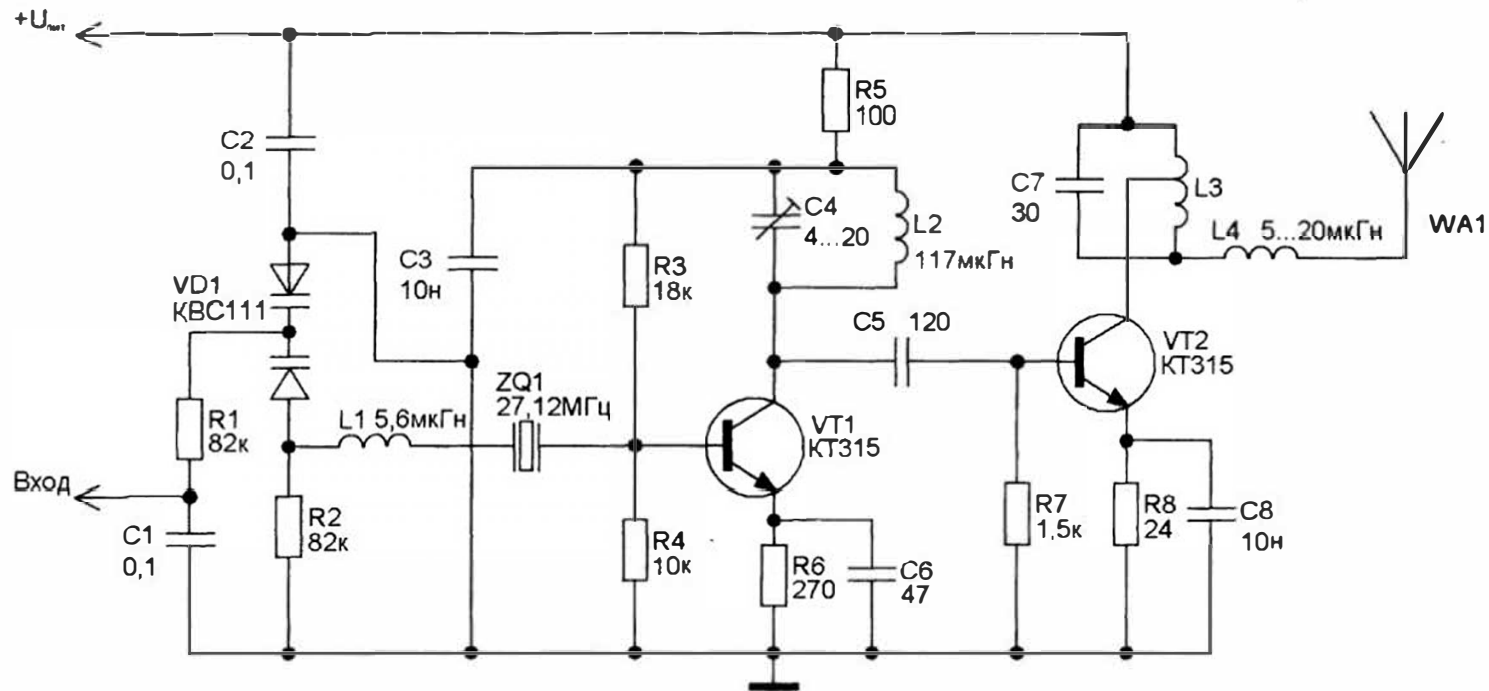 +Uпит
R5
100
C2
0,1
C4
4...20
L2
117мкГн
C7
30
L3
L4 5...20мкГн
WA1
C3
10н
R3
18к
VD1
КВС111
C5 120
VT2
КТ315
ZQ1
27,12МГц
R1
82к
L1 5,6мкГн
VT1
КТ315
Вход
C1
0,1
R2
82к
R4
10к
R6
270
C6
47
R7
1,5к
R8
24
C8
10н